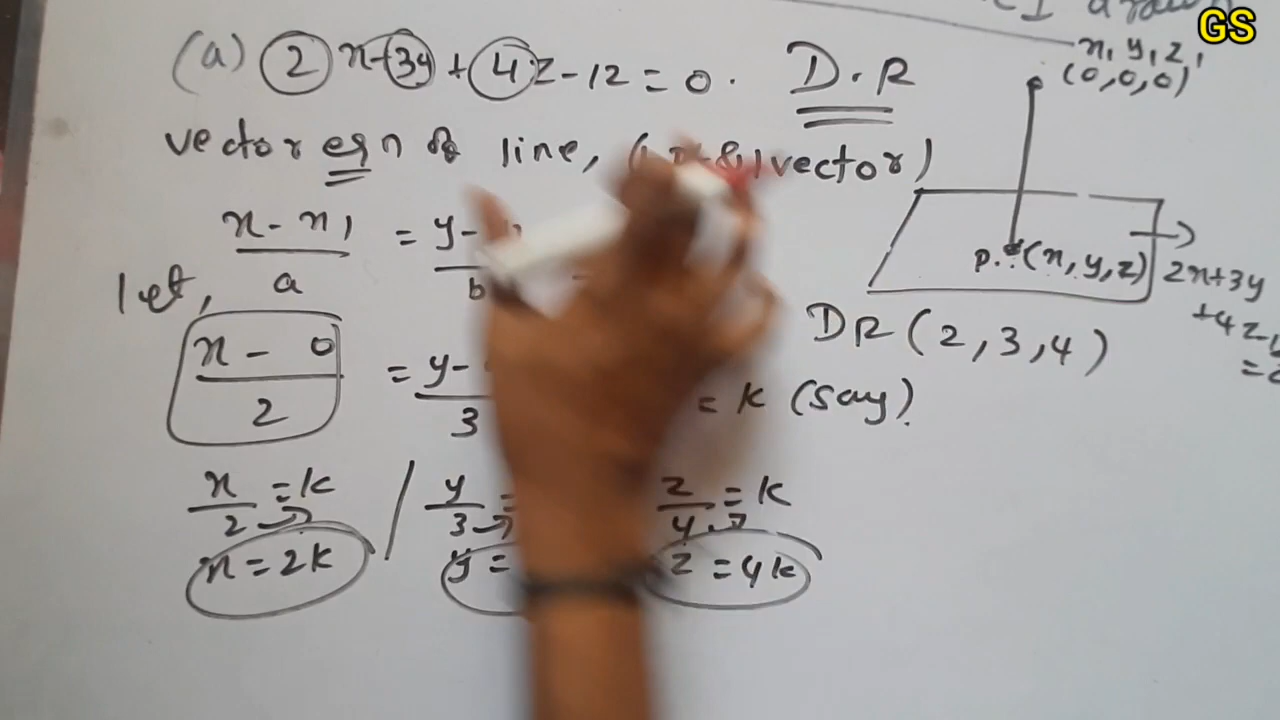 GS
(a) 2x-3y + 4z - 12 = 0. D.R
x, y, z,
(0,0,0)
vector eqn of line, vector)
x - x1 / a = y - / b
p. (x, y, z)
2x+3y
+4z-
=0
let,
x - 0 / 2 = y - / 3 = k (say).
DR (2, 3, 4)
x/2 = k / y/3 = z/4 = k
x = 2k y = z = 4k